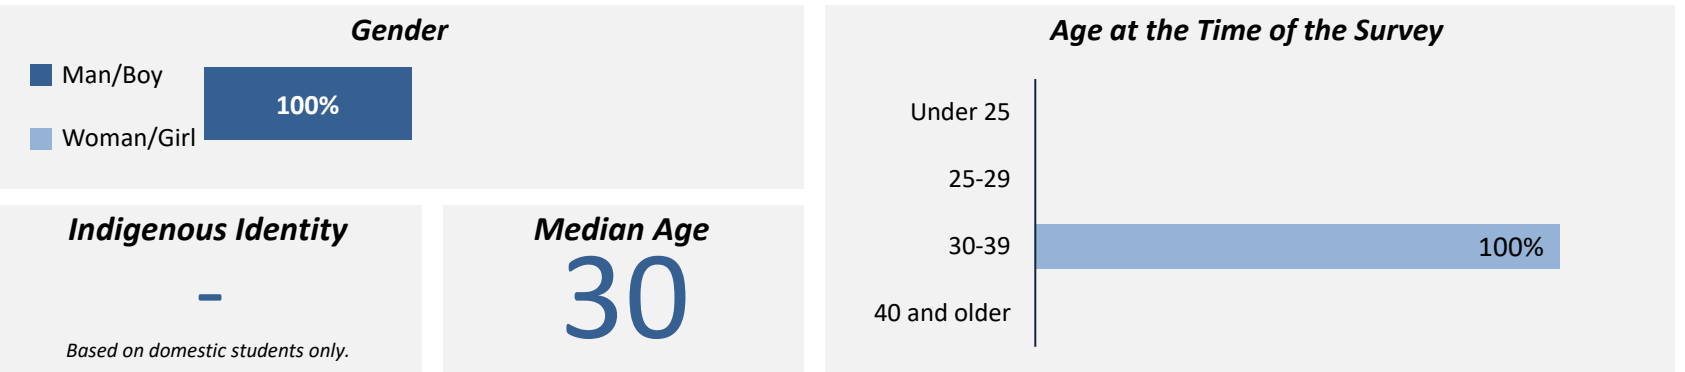 Gender
Man/Boy
Woman/Girl
100%
Indigenous Identity
-
Based on domestic students only.
Median Age
30
Age at the Time of the Survey
Under 25
25-29
30-39
100%
40 and older